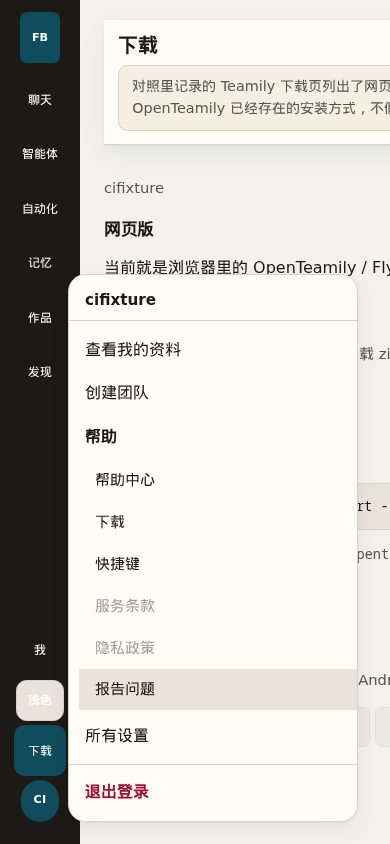 FB
聊天
智能体
自动化
记忆
作品
发现
我
浅色
下载
CI
下载
对照里记录的 Teamily 下载页列出了网页
OpenTeamily 已经存在的安装方式，不
cifixture
网页版
当前就是浏览器里的 OpenTeamily / Fly
载 zi
rt -
pent
Andr
cifixture
查看我的资料
创建团队
帮助
帮助中心
下载
快捷键
服务条款
隐私政策
报告问题
所有设置
退出登录